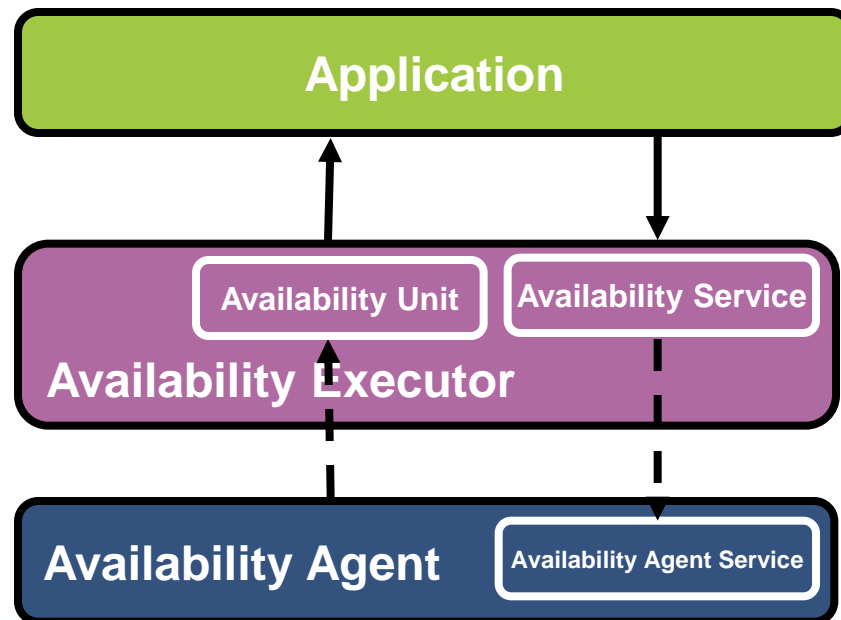 Application
Availability Unit
Availability Service
Availability Executor
Availability Agent
Availability Agent Service